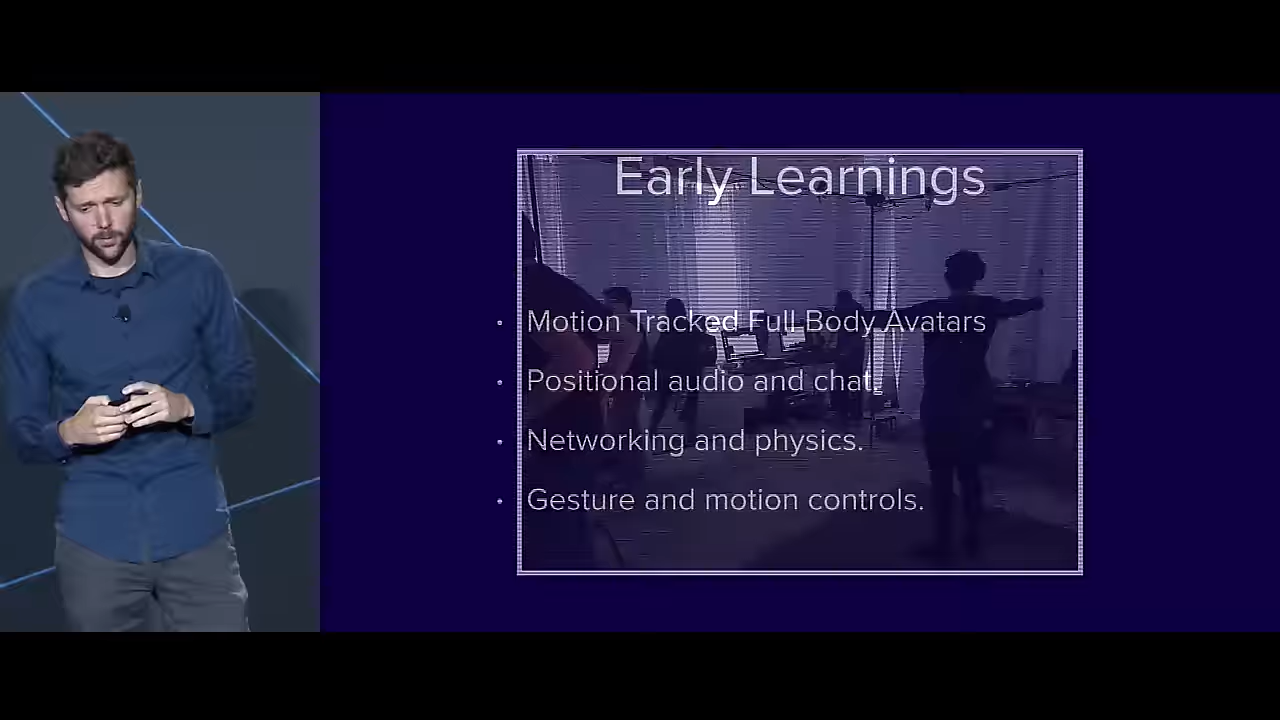 Early Learnings
• Motion Tracked Full Body Avatars
• Positional audio and chat.
• Networking and physics.
• Gesture and motion controls.